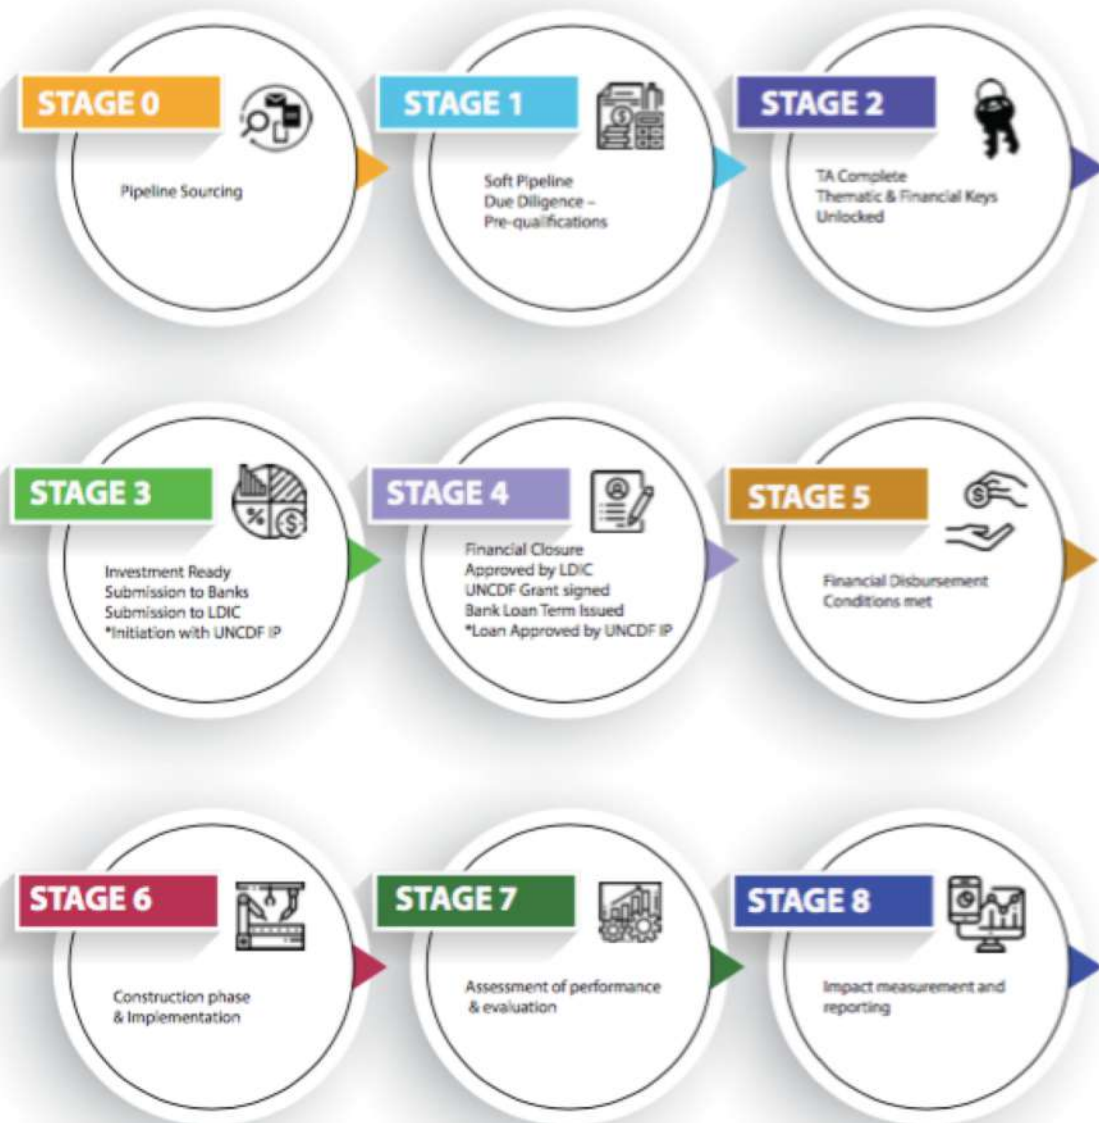 STAGE 0
Pipeline Sourcing
STAGE 1
Soft Pipeline
Due Diligence –
Pre-qualifications
STAGE 2
TA Complete
Thematic & Financial Keys
Unlocked
STAGE 3
Investment Ready
Submission to Banks
Submission to LDIC
*Initiation with UNCDF IP
STAGE 4
Financial Closure
Approved by LDIC
UNCDF Grant signed
Bank Loan Term Issued
*Loan Approved by UNCDF IP
STAGE 5
Financial Disbursement
Conditions met
STAGE 6
Construction phase
& Implementation
STAGE 7
Assessment of performance
& evaluation
STAGE 8
Impact measurement and
reporting